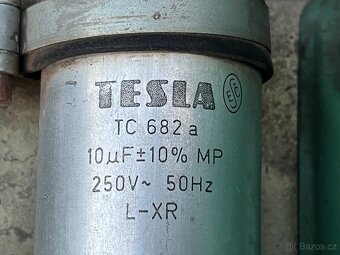 TESLA
TC 682 a
10µF±10% MP
250V~ 50Hz
L-XR
Bazos.cz